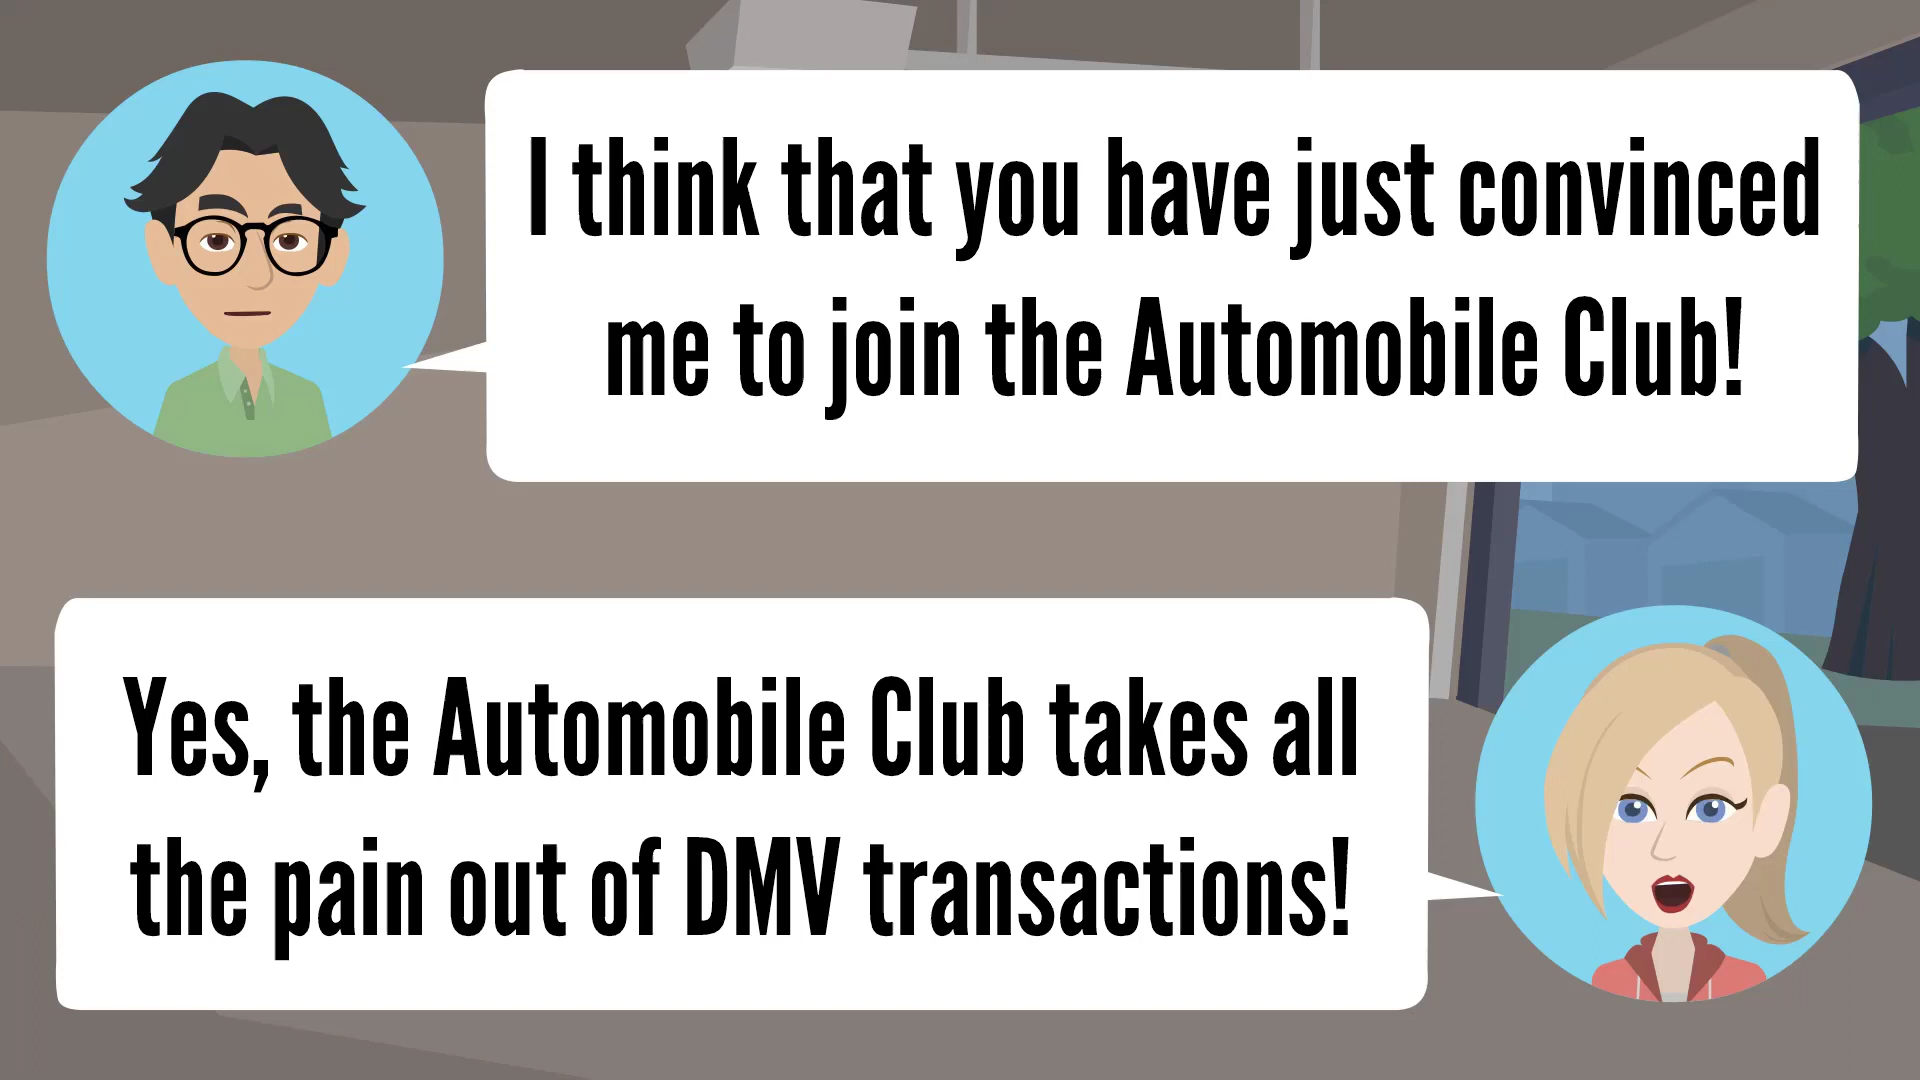 I think that you have just convinced
me to join the Automobile Club!
Yes, the Automobile Club takes all
the pain out of DMV transactions!